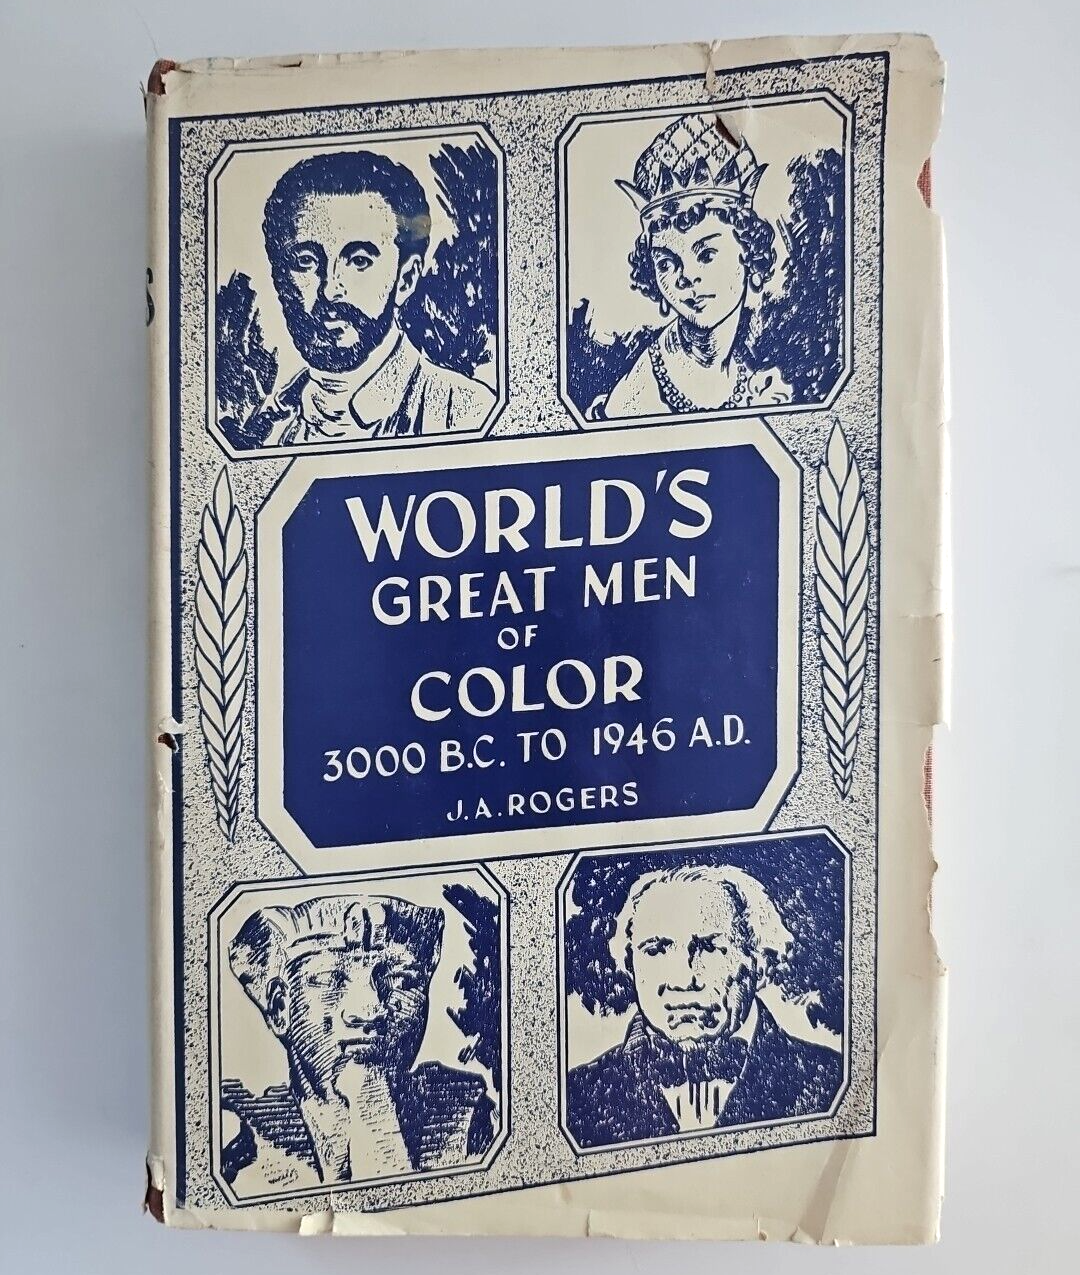 WORLD'S
GREAT MEN
OF
COLOR
3000 B.C. TO 1946 A.D.
J. A. ROGERS